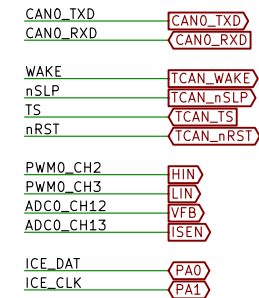 CAN0_TXD CAN0_TXD
CAN0_RXD CAN0_RXD
WAKE TCAN_WAKE
nSLP TCAN_nSLP
TS TCAN_TS
nRST TCAN_nRST
PWM0_CH2 HIN
PWM0_CH3 LIN
ADC0_CH12 VFB
ADC0_CH13 ISEN
ICE_DAT PA0
ICE_CLK PA1